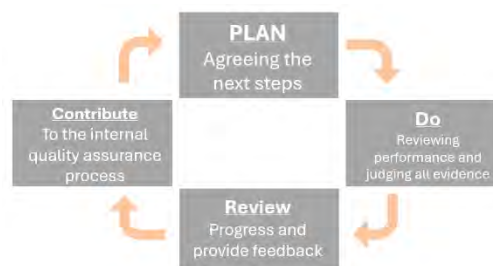 PLAN
Agreeing the
next steps
Do
Reviewing
performance and
judging all evidence
Review
Progress and
provide feedback
Contribute
To the internal
quality assurance
process